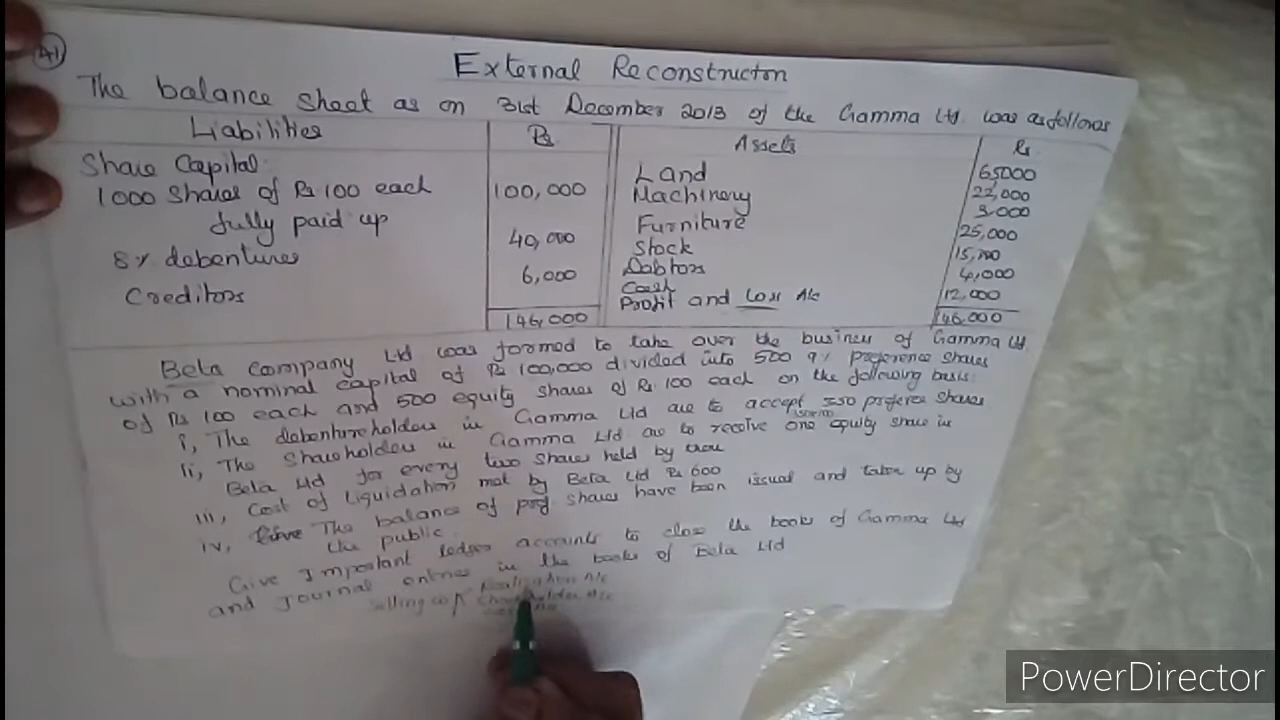 41
External Reconstructon
The balance sheet as on 31st December 2013 of the Gamma Ltd. was as follows
Liabilities Rs Assets Rs
Share Capital: Land 65000
1000 shares of Rs 100 each 100,000 Machinery 22,000
fully paid up Furniture 3.000
8% debentures 40,000 Stock 25,000
Creditors 6,000 Debtors 15,000
Cash 4,000
Profit and Loss A/c 12,000
146,000 146,000
Beta Company Ltd was formed to take over the business of Gamma Ltd
with a nominal capital of Rs 100,000 divided into 500 9% preference shares
of Rs 100 each and 500 equity shares of Rs 100 each on the following basis:
i, The debentureholders in Gamma Ltd are to accept 350 prefere shares
ii, The Shareholders in Gamma Ltd are to receive one equity share in
Beta Ltd for every two shares held by them
iii, Cost of liquidation met by Beta Ltd Rs 600
iv, The balance of pref shares have been issued and taken up by
the public.
Give Important ledger accounts to close the books of Gamma Ltd
and Journal entries in the books of Beta Ltd
Selling co
PowerDirector